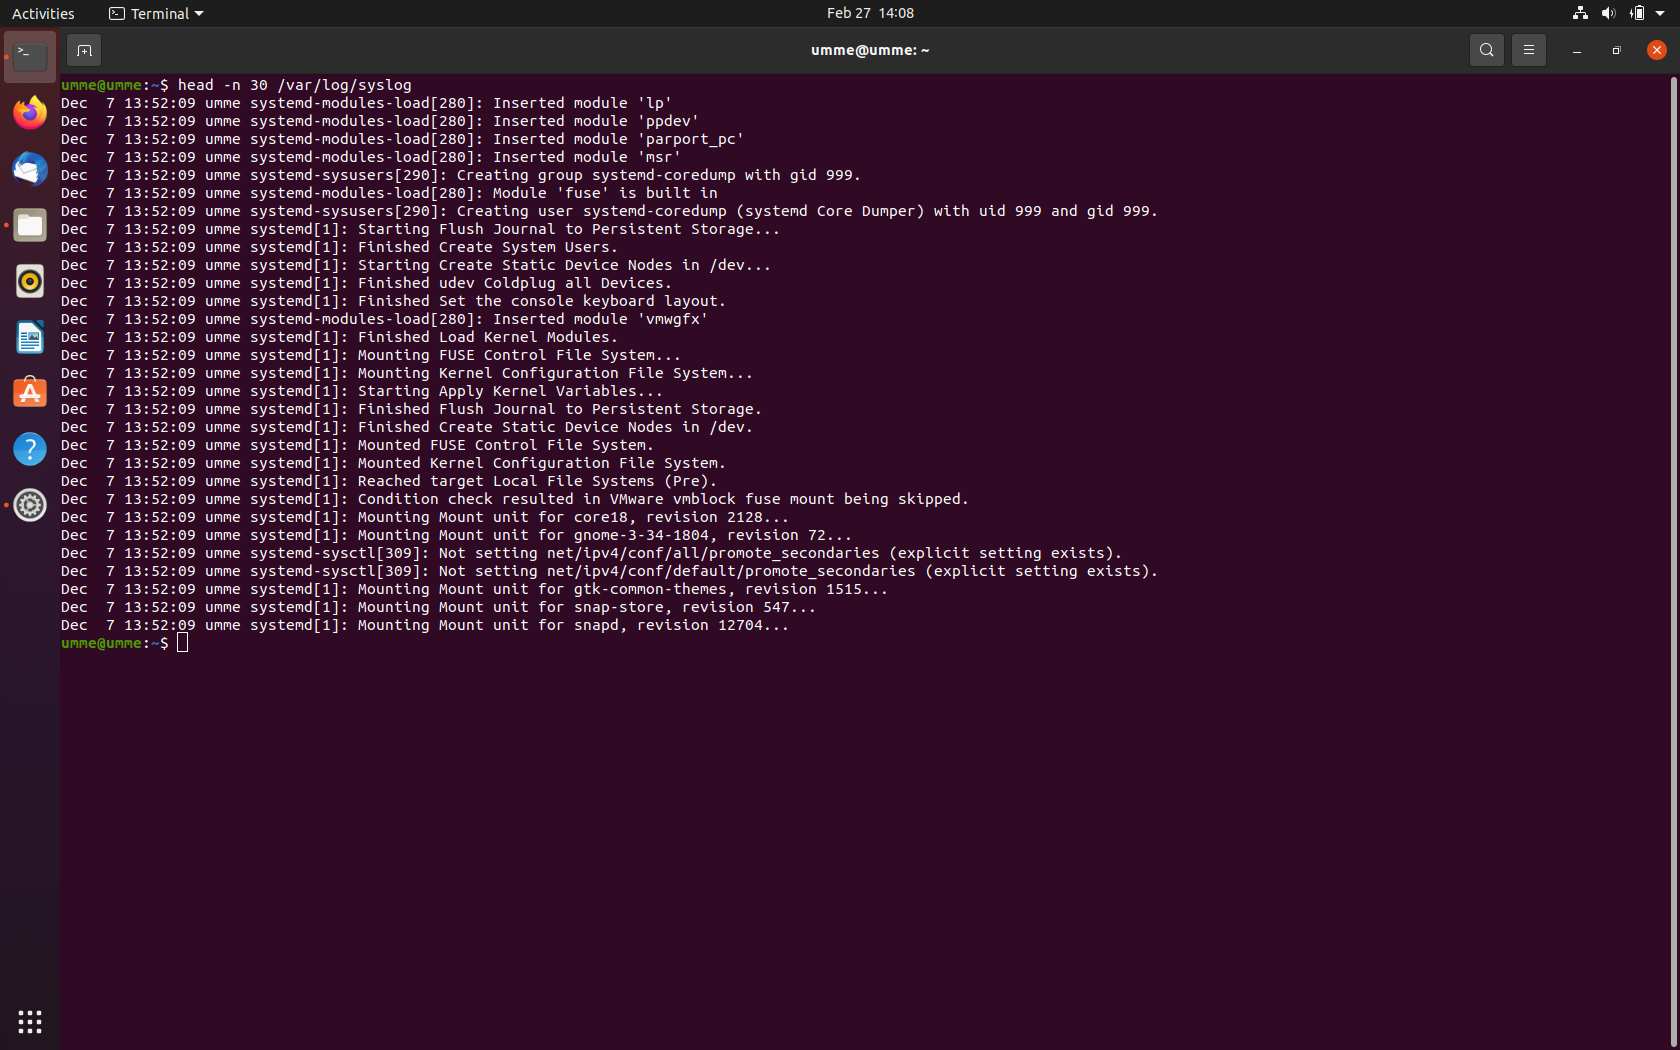 Activities Terminal Feb 27 14:08
umme@umme: ~
umme@umme:~$ head -n 30 /var/log/syslog
Dec  7 13:52:09 umme systemd-modules-load[280]: Inserted module 'lp'
Dec  7 13:52:09 umme systemd-modules-load[280]: Inserted module 'ppdev'
Dec  7 13:52:09 umme systemd-modules-load[280]: Inserted module 'parport_pc'
Dec  7 13:52:09 umme systemd-modules-load[280]: Inserted module 'msr'
Dec  7 13:52:09 umme systemd-sysusers[290]: Creating group systemd-coredump with gid 999.
Dec  7 13:52:09 umme systemd-modules-load[280]: Module 'fuse' is built in
Dec  7 13:52:09 umme systemd-sysusers[290]: Creating user systemd-coredump (systemd Core Dumper) with uid 999 and gid 999.
Dec  7 13:52:09 umme systemd[1]: Starting Flush Journal to Persistent Storage...
Dec  7 13:52:09 umme systemd[1]: Finished Create System Users.
Dec  7 13:52:09 umme systemd[1]: Starting Create Static Device Nodes in /dev...
Dec  7 13:52:09 umme systemd[1]: Finished udev Coldplug all Devices.
Dec  7 13:52:09 umme systemd[1]: Finished Set the console keyboard layout.
Dec  7 13:52:09 umme systemd-modules-load[280]: Inserted module 'vmwgfx'
Dec  7 13:52:09 umme systemd[1]: Finished Load Kernel Modules.
Dec  7 13:52:09 umme systemd[1]: Mounting FUSE Control File System...
Dec  7 13:52:09 umme systemd[1]: Mounting Kernel Configuration File System...
Dec  7 13:52:09 umme systemd[1]: Starting Apply Kernel Variables...
Dec  7 13:52:09 umme systemd[1]: Finished Flush Journal to Persistent Storage.
Dec  7 13:52:09 umme systemd[1]: Finished Create Static Device Nodes in /dev.
Dec  7 13:52:09 umme systemd[1]: Mounted FUSE Control File System.
Dec  7 13:52:09 umme systemd[1]: Mounted Kernel Configuration File System.
Dec  7 13:52:09 umme systemd[1]: Reached target Local File Systems (Pre).
Dec  7 13:52:09 umme systemd[1]: Condition check resulted in VMware vmblock fuse mount being skipped.
Dec  7 13:52:09 umme systemd[1]: Mounting Mount unit for core18, revision 2128...
Dec  7 13:52:09 umme systemd[1]: Mounting Mount unit for gnome-3-34-1804, revision 72...
Dec  7 13:52:09 umme systemd-sysctl[309]: Not setting net/ipv4/conf/all/promote_secondaries (explicit setting exists).
Dec  7 13:52:09 umme systemd-sysctl[309]: Not setting net/ipv4/conf/default/promote_secondaries (explicit setting exists).
Dec  7 13:52:09 umme systemd[1]: Mounting Mount unit for gtk-common-themes, revision 1515...
Dec  7 13:52:09 umme systemd[1]: Mounting Mount unit for snap-store, revision 547...
Dec  7 13:52:09 umme systemd[1]: Mounting Mount unit for snapd, revision 12704...
umme@umme:~$